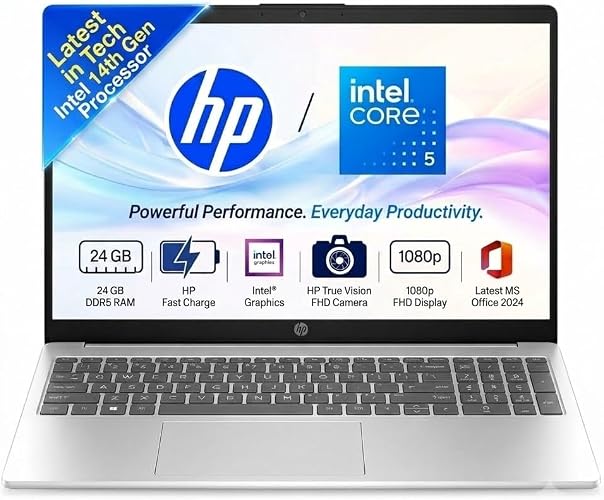 Latest
in Tech
Intel 14th Gen
Processor
hp
/
intel
CORE
5
Powerful Performance. Everyday Productivity.
24 GB
intel
graphics
1080p
24 GB
DDR5 RAM
HP
Fast Charge
Intel®
Graphics
HP True Vision
FHD Camera
1080p
FHD Display
Latest MS
Office 2024
hp